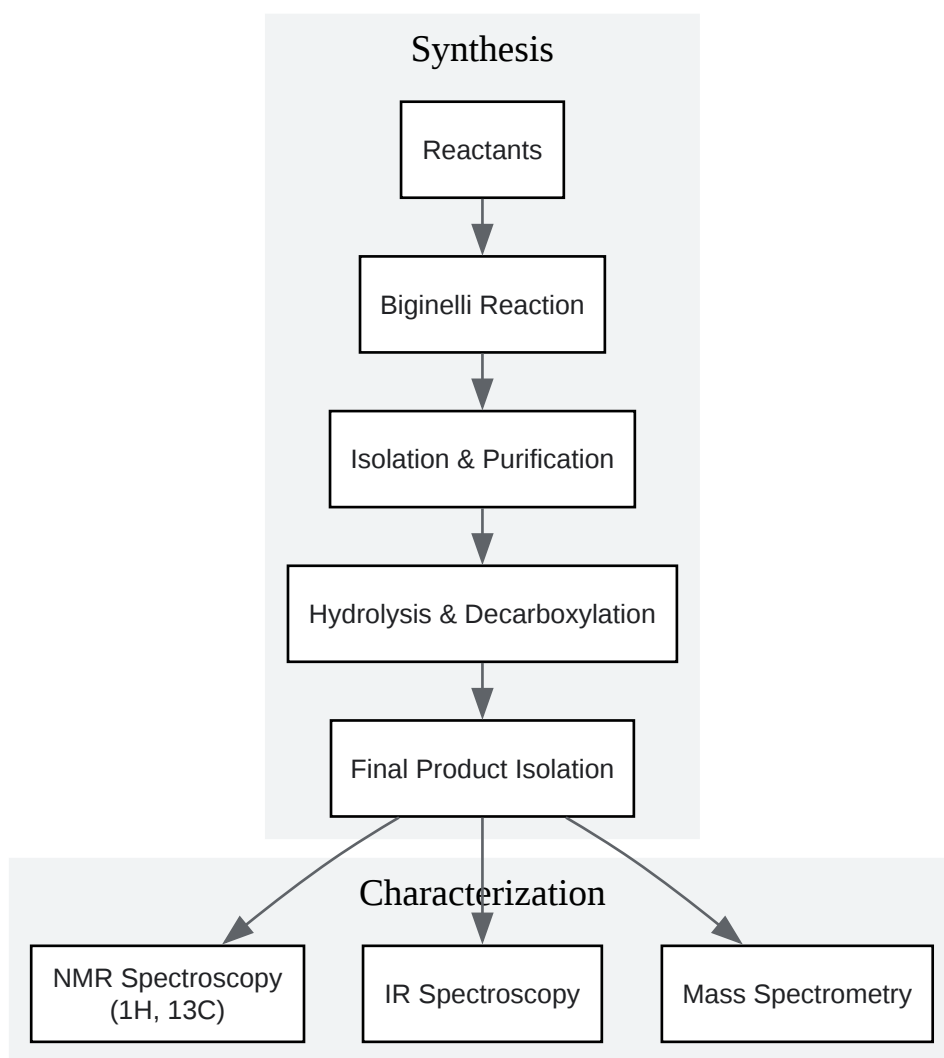 Synthesis
Reactants
Biginelli Reaction
Isolation & Purification
Hydrolysis & Decarboxylation
Final Product Isolation
Characterization
NMR Spectroscopy
(1H, 13C)
IR Spectroscopy
Mass Spectrometry